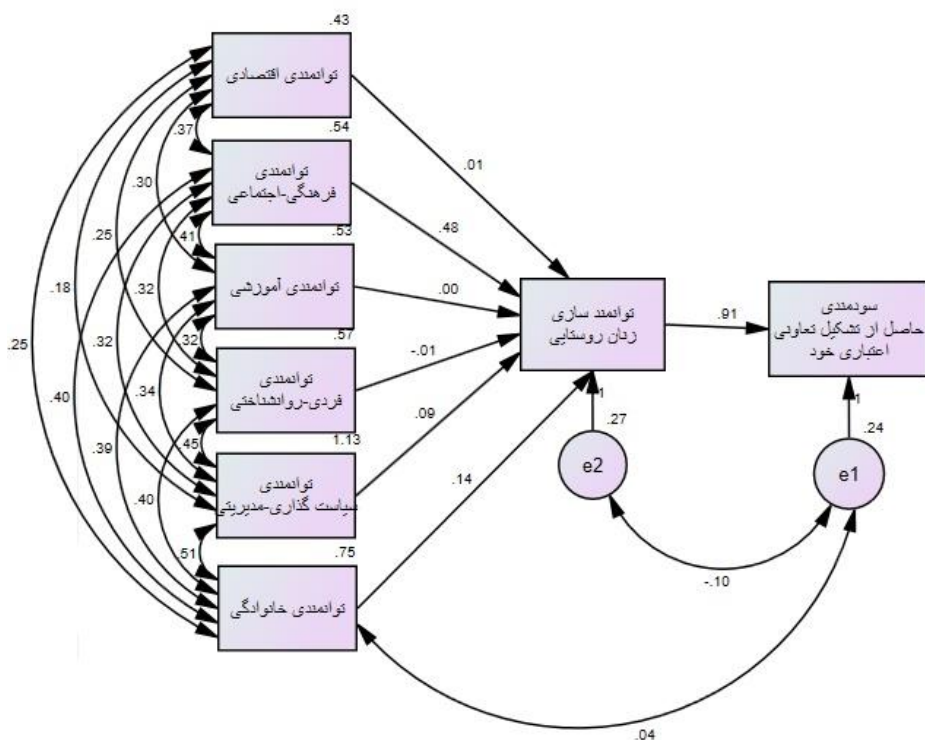 .43
توانمندی اقتصادی
.54
.37
.01
توانمندی
فرهنگی-اجتماعی
.30
.53
.48
.41
.25
توانمندی آموزشی
.00
توانمند سازی
زنان روستایی
.91
سودمندی
حاصل از تشکیل تعاونی
اعتباری خود
.18
.32
.32
.57
.25
.32
.34
توانمندی
فردی-روانشناختی
-.01
.40
.39
.45
1.13
.09
1
.27
1
.24
توانمندی
سیاست گذاری-مدیریتی
.40
.14
e2
e1
.51
.75
توانمندی خانوادگی
-.10
.04